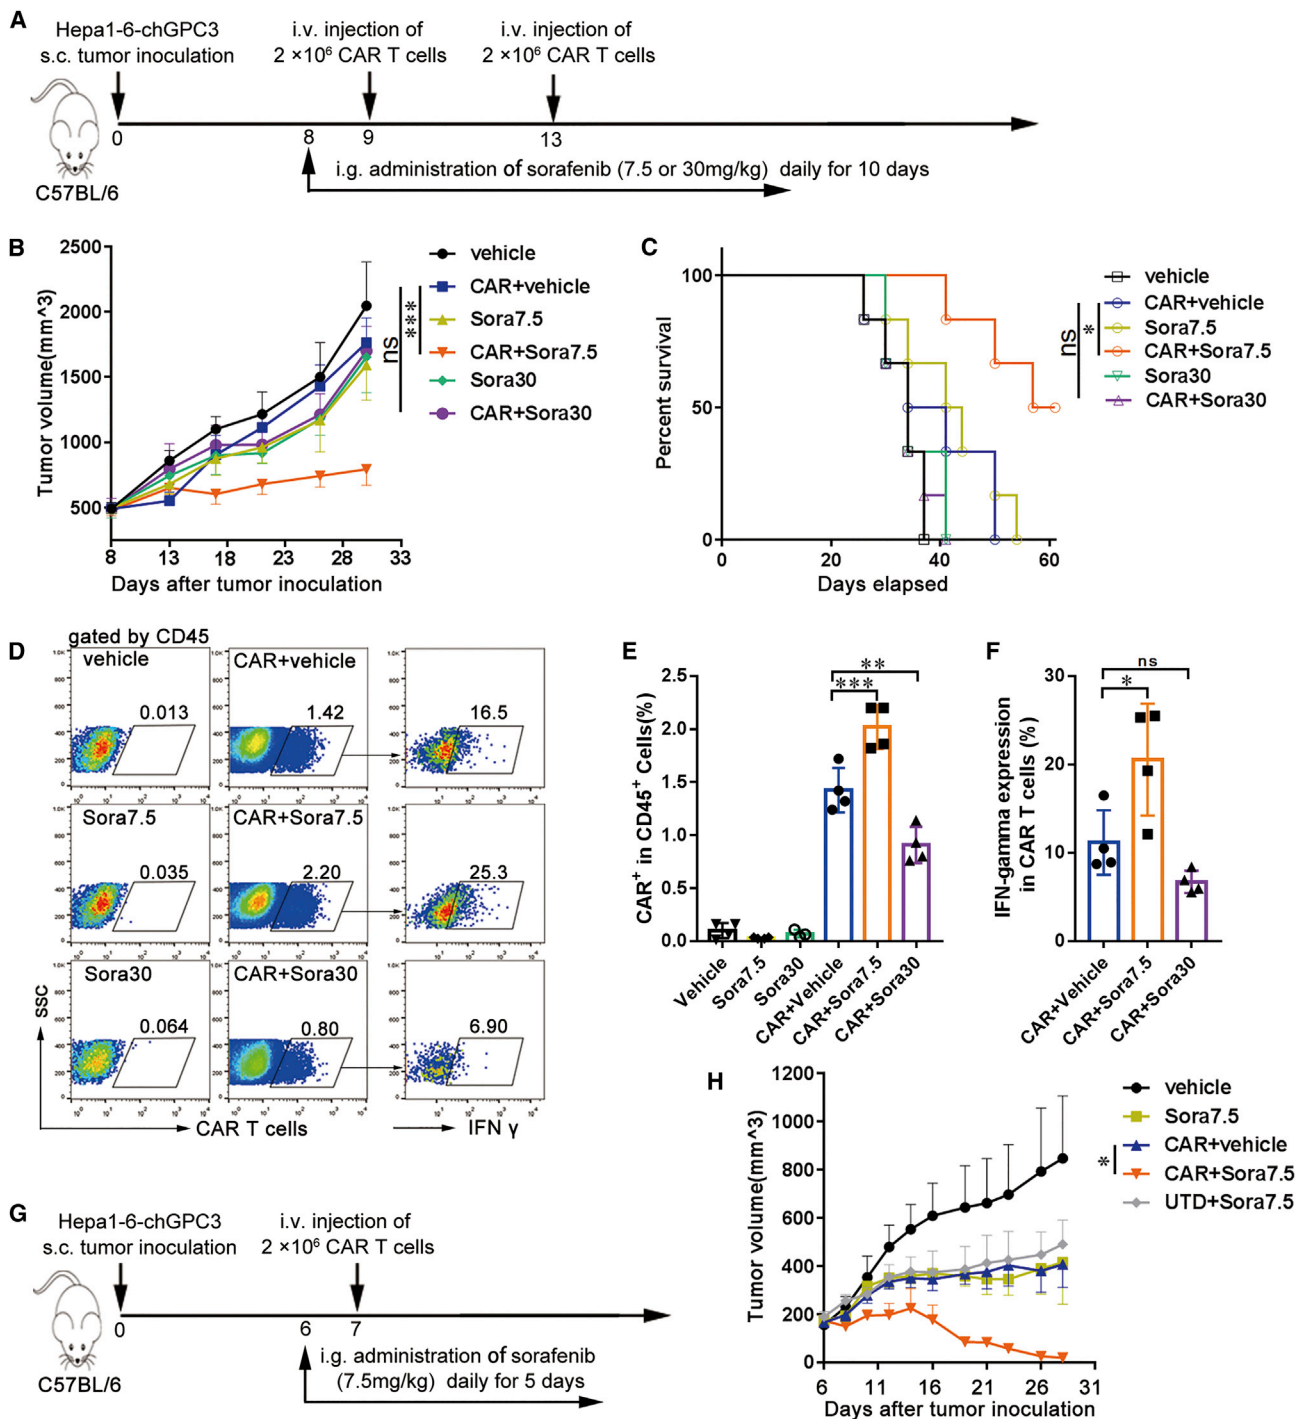 A
Hepa1-6-chGPC3
s.c. tumor inoculation
i.v. injection of
2 ×10⁶ CAR T cells
i.v. injection of
2 ×10⁶ CAR T cells
0
8
9
13
i.g. administration of sorafenib (7.5 or 30mg/kg) daily for 10 days
C57BL/6
B
Tumor volume(mm^3)
2500
2000
1500
1000
500
8
13
18
23
28
33
Days after tumor inoculation
vehicle
CAR+vehicle
Sora7.5
CAR+Sora7.5
Sora30
CAR+Sora30
ns
***
C
Percent survival
100
50
0
0
20
40
60
Days elapsed
vehicle
CAR+vehicle
Sora7.5
CAR+Sora7.5
Sora30
CAR+Sora30
ns
*
D
gated by CD45
vehicle
0.013
CAR+vehicle
1.42
16.5
Sora7.5
0.035
CAR+Sora7.5
2.20
25.3
Sora30
0.064
CAR+Sora30
0.80
6.90
SSC
CAR T cells
IFN γ
E
CAR⁺ in CD45⁺ Cells(%)
2.5
2.0
1.5
1.0
0.5
0.0
**
***
Vehicle
Sora7.5
Sora30
CAR+Vehicle
CAR+Sora7.5
CAR+Sora30
F
IFN-gamma expression
in CAR T cells (%)
30
20
10
0
ns
*
CAR+Vehicle
CAR+Sora7.5
CAR+Sora30
G
Hepa1-6-chGPC3
s.c. tumor inoculation
i.v. injection of
2 ×10⁶ CAR T cells
0
6
7
i.g. administration of sorafenib
(7.5mg/kg) daily for 5 days
C57BL/6
H
Tumor volume(mm^3)
1200
1000
800
600
400
200
0
6
11
16
21
26
31
Days after tumor inoculation
vehicle
Sora7.5
CAR+vehicle
CAR+Sora7.5
UTD+Sora7.5
*